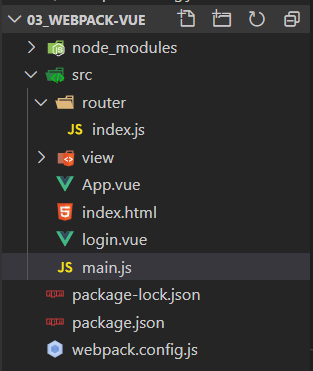 03_WEBPACK-VUE
node_modules
src
router
JS index.js
view
App.vue
index.html
login.vue
JS main.js
package-lock.json
package.json
webpack.config.js